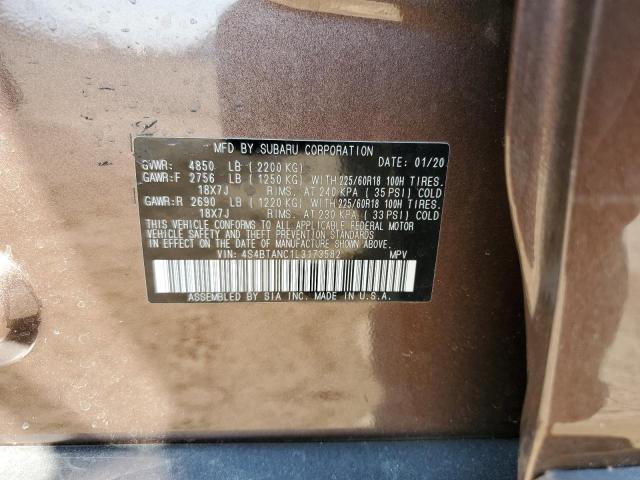 MFD BY SUBARU CORPORATION
GVWR: 4850 LB ( 2200 KG) DATE: 01/20
GAWR:F 2756 LB ( 1250 KG) WITH 225/60R18 100H TIRES.
18X7J RIMS. AT 240 KPA ( 35 PSI) COLD
GAWR:R 2690 LB ( 1220 KG) WITH 225/60R18 100H TIRES.
18X7J RIMS. AT 230 KPA ( 33 PSI) COLD
THIS VEHICLE CONFORMS TO ALL APPLICABLE FEDERAL MOTOR
VEHICLE SAFETY AND BUMPER STANDARDS IN EFFECT ON THE
DATE OF MANUFACTURE SHOWN ABOVE.
VIN: 4S4BTANC1L3173582 MPV
ASSEMBLED BY SIA INC. MADE IN U.S.A.